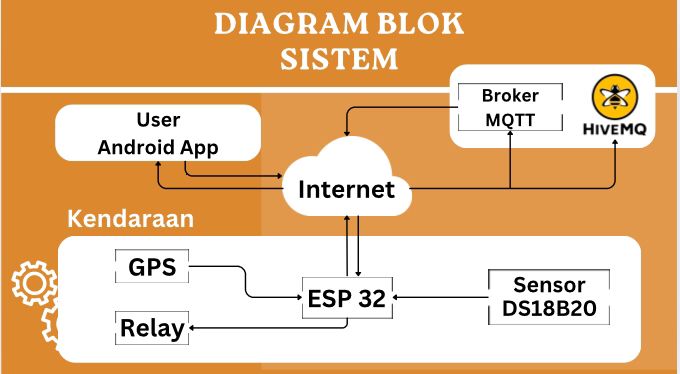 DIAGRAM BLOK
SISTEM
User
Android App
Broker
MQTT
HIVEMQ
Internet
Kendaraan
GPS
ESP 32
Sensor
DS18B20
Relay